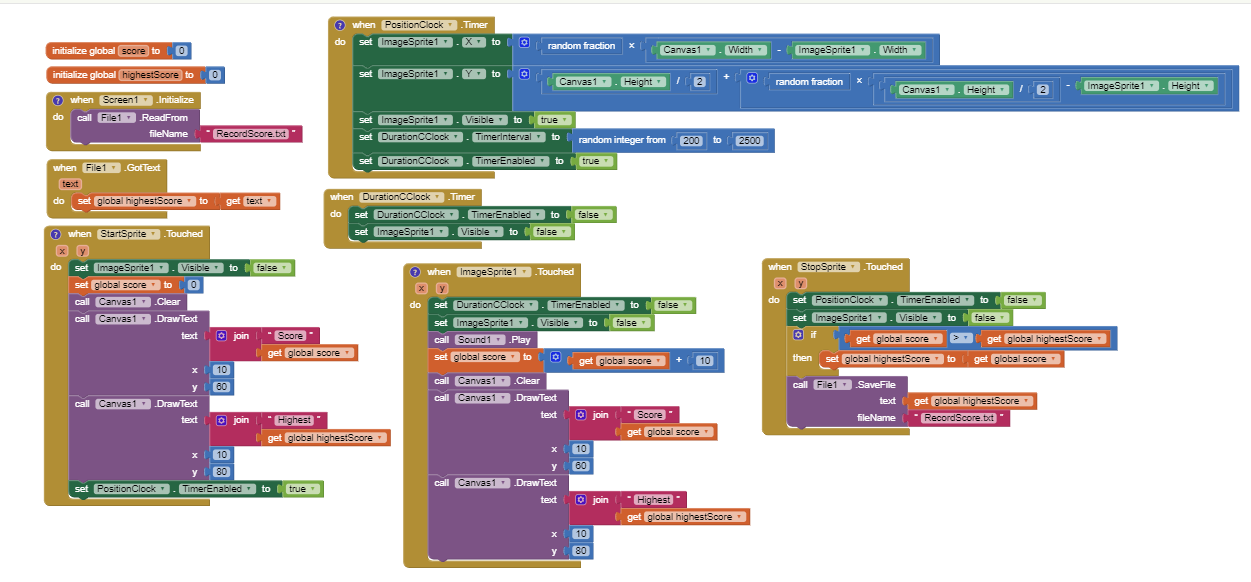 initialize global score to 0
initialize global highestScore to 0
when Screen1 .Initialize
do call File1 .ReadFrom
fileName " RecordScore.txt "
when File1 .GotText
text
do set global highestScore to get text
when StartSprite .Touched
x y
do set ImageSprite1 . Visible to false
set global score to 0
call Canvas1 .Clear
call Canvas1 .DrawText
text join " Score "
get global score
x 10
y 60
call Canvas1 .DrawText
text join " Highest "
get global highestScore
x 10
y 80
set PositionClock . TimerEnabled to true
when PositionClock .Timer
do set ImageSprite1 . X to random fraction × Canvas1 . Width - ImageSprite1 . Width
set ImageSprite1 . Y to Canvas1 . Height / 2 + random fraction × Canvas1 . Height / 2 - ImageSprite1 . Height
set ImageSprite1 . Visible to true
set DurationCClock . TimerInterval to random integer from 200 to 2500
set DurationCClock . TimerEnabled to true
when DurationCClock .Timer
do set DurationCClock . TimerEnabled to false
set ImageSprite1 . Visible to false
when ImageSprite1 .Touched
x y
do set DurationCClock . TimerEnabled to false
set ImageSprite1 . Visible to false
call Sound1 .Play
set global score to get global score + 10
call Canvas1 .Clear
call Canvas1 .DrawText
text join " Score "
get global score
x 10
y 60
call Canvas1 .DrawText
text join " Highest "
get global highestScore
x 10
y 80
when StopSprite .Touched
x y
do set PositionClock . TimerEnabled to false
set ImageSprite1 . Visible to false
if get global score > get global highestScore
then set global highestScore to get global score
call File1 .SaveFile
text get global highestScore
fileName " RecordScore.txt "